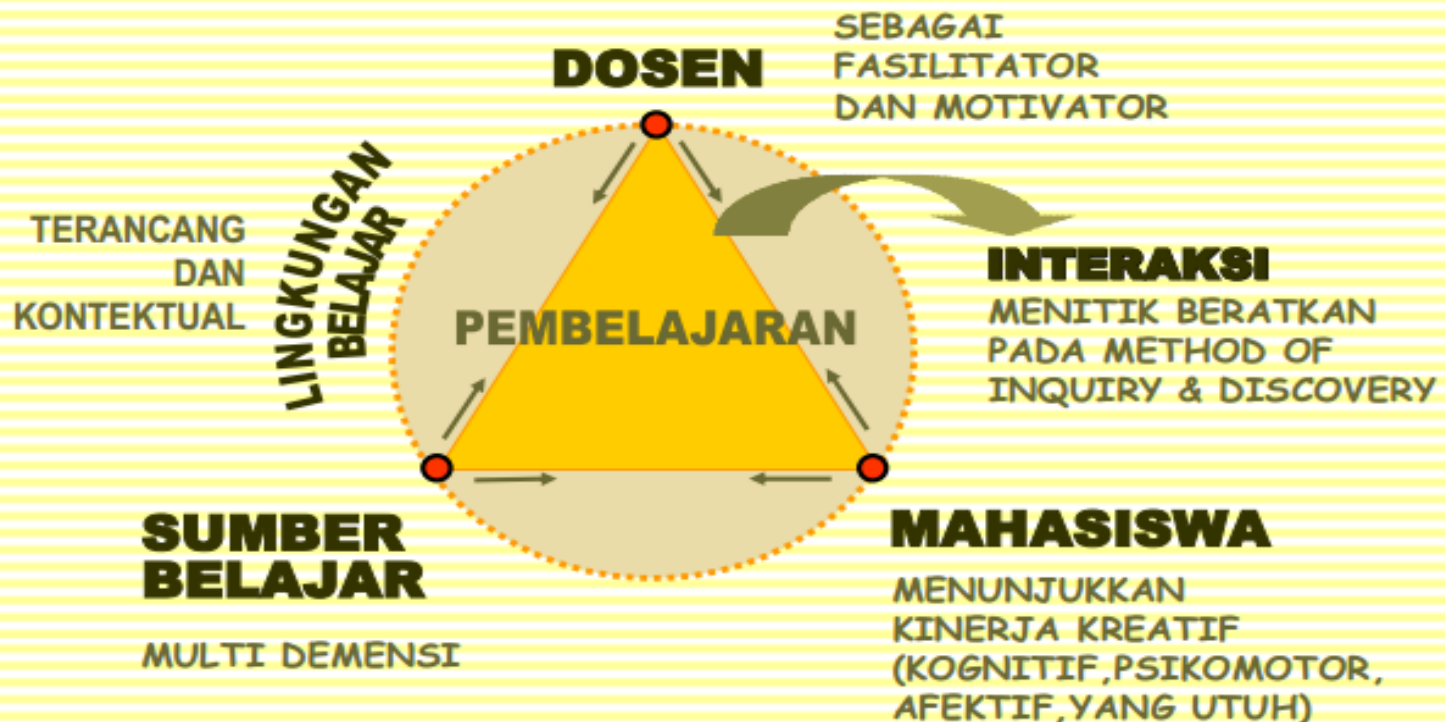 DOSEN
SEBAGAI
FASILITATOR
DAN MOTIVATOR
LINGKUNGAN
BELAJAR
TERANCANG
DAN
KONTEKTUAL
PEMBELAJARAN
INTERAKSI
MENITIK BERATKAN
PADA METHOD OF
INQUIRY & DISCOVERY
SUMBER
BELAJAR
MULTI DEMENSI
MAHASISWA
MENUNJUKKAN
KINERJA KREATIF
(KOGNITIF,PSIKOMOTOR,
AFEKTIF,YANG UTUH)